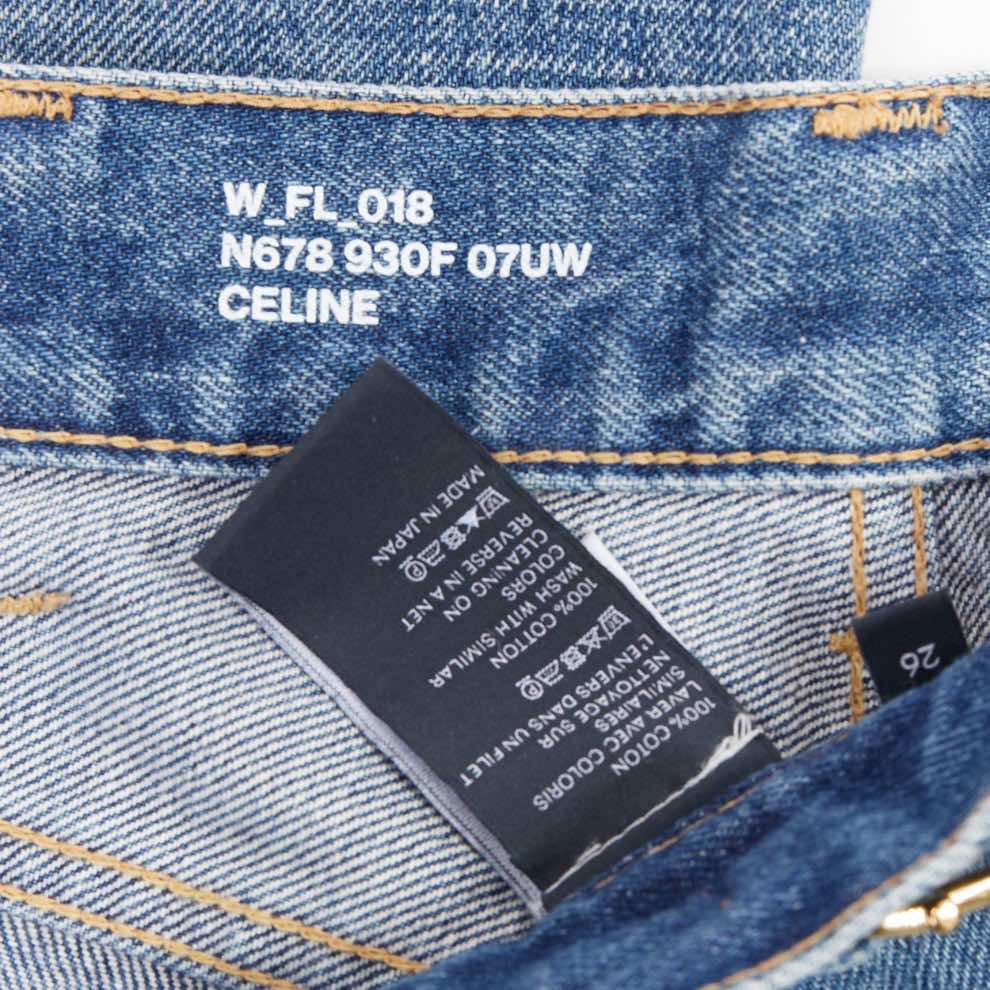 W_FL_018
N678 930F 07UW
CELINE
100% COTON
LAVER AVEC COLORIS
SIMILAIRES
NETTOYAGE SUR
L'ENVERS DANS UN FILET
100% COTTON
WASH WITH SIMILAR
COLORS
CLEANING ON
REVERSE IN A NET
MADE IN JAPAN
26